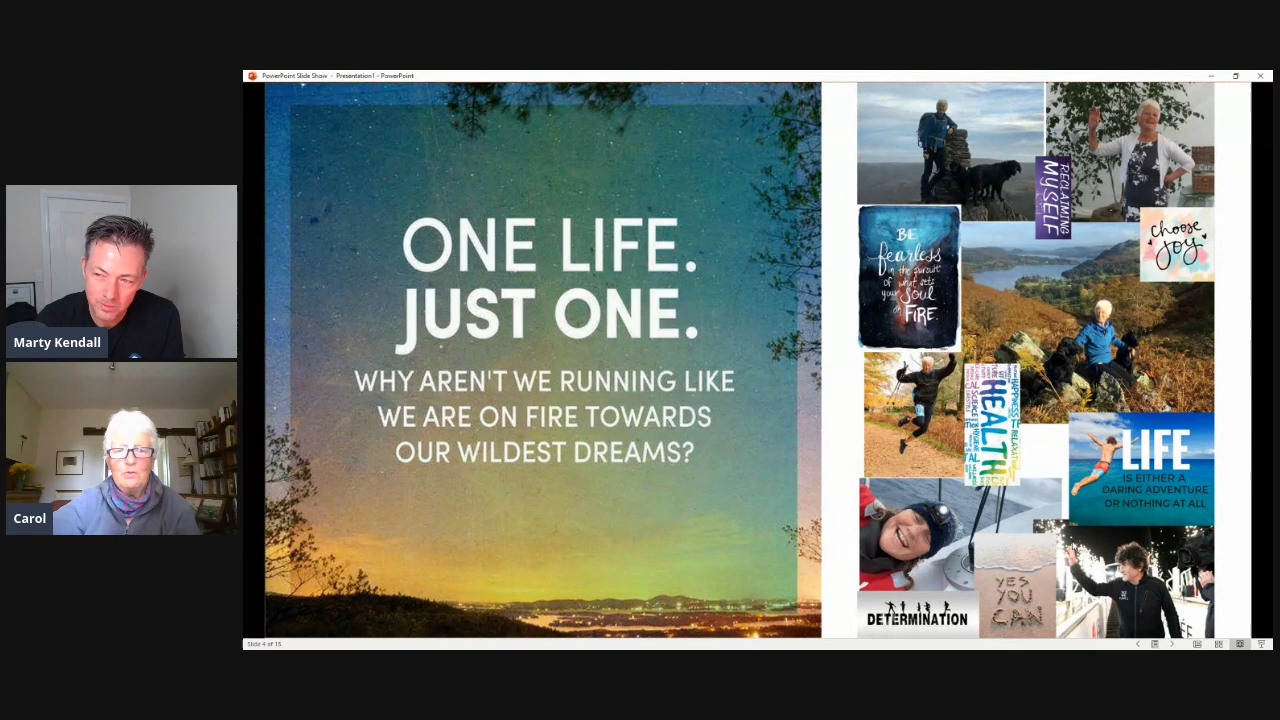 PowerPoint Slide Show - Presentation1 - PowerPoint
Marty Kendall
Carol
ONE LIFE.
JUST ONE.
WHY AREN'T WE RUNNING LIKE
WE ARE ON FIRE TOWARDS
OUR WILDEST DREAMS?
RECLAIMING
MYSELF
BE
fearless
in the pursuit
of what sets
your Soul
on FIRE.
choose
joy
HEALTH
HAPPINESS
LIFE
IS EITHER A
DARING ADVENTURE
OR NOTHING AT ALL
DETERMINATION
YES
YOU
CAN
Slide 4 of 15